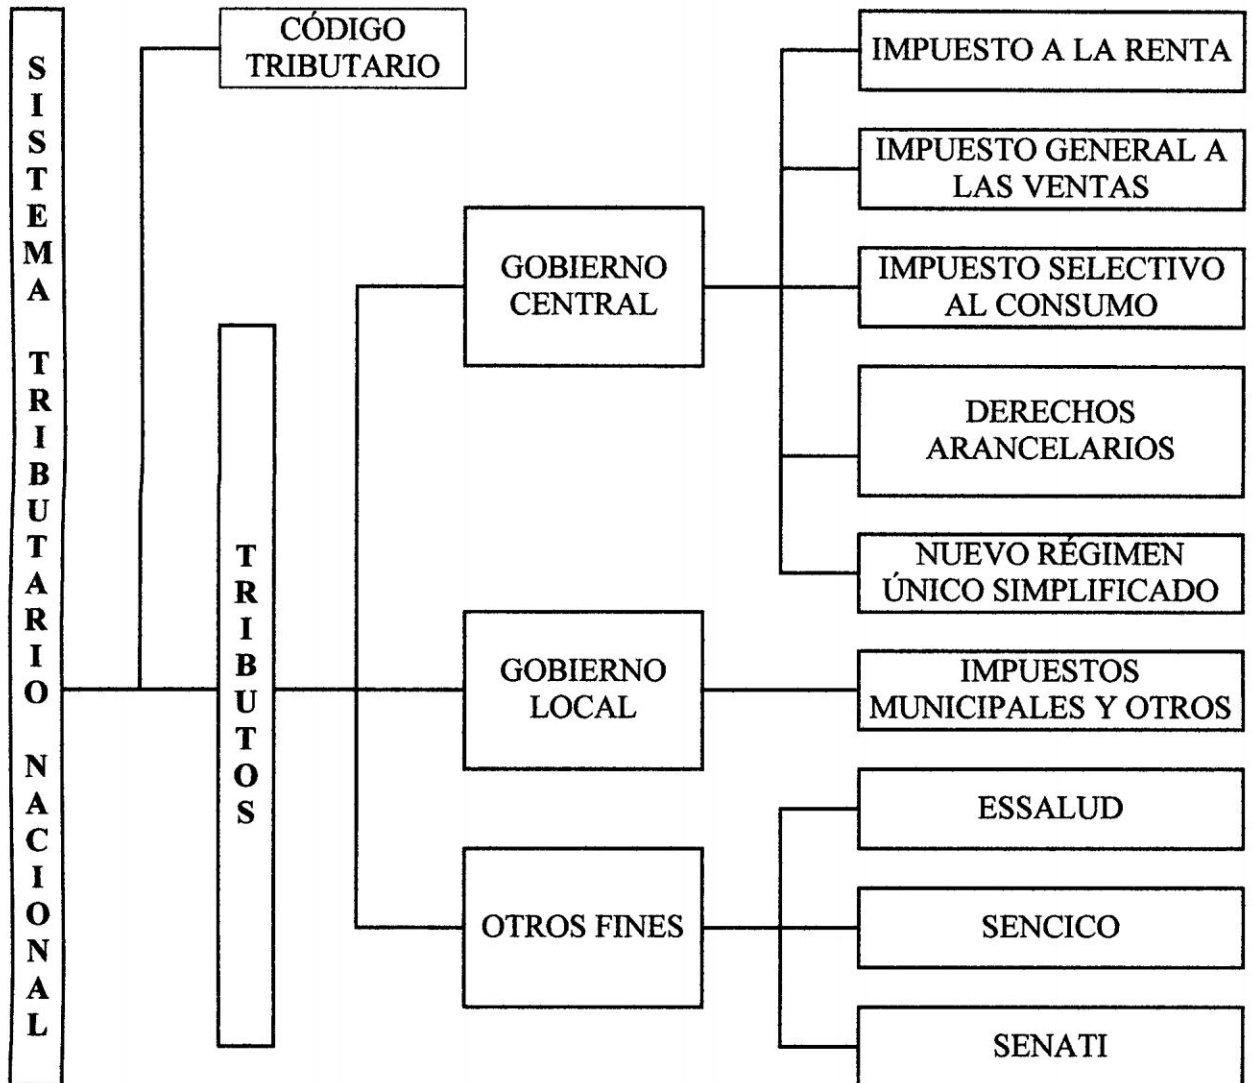 SISTEMA TRIBUTARIO NACIONAL
CÓDIGO
TRIBUTARIO
TRIBUTOS
GOBIERNO
CENTRAL
IMPUESTO A LA RENTA
IMPUESTO GENERAL A
LAS VENTAS
IMPUESTO SELECTIVO
AL CONSUMO
DERECHOS
ARANCELARIOS
NUEVO RÉGIMEN
ÚNICO SIMPLIFICADO
GOBIERNO
LOCAL
IMPUESTOS
MUNICIPALES Y OTROS
OTROS FINES
ESSALUD
SENCICO
SENATI